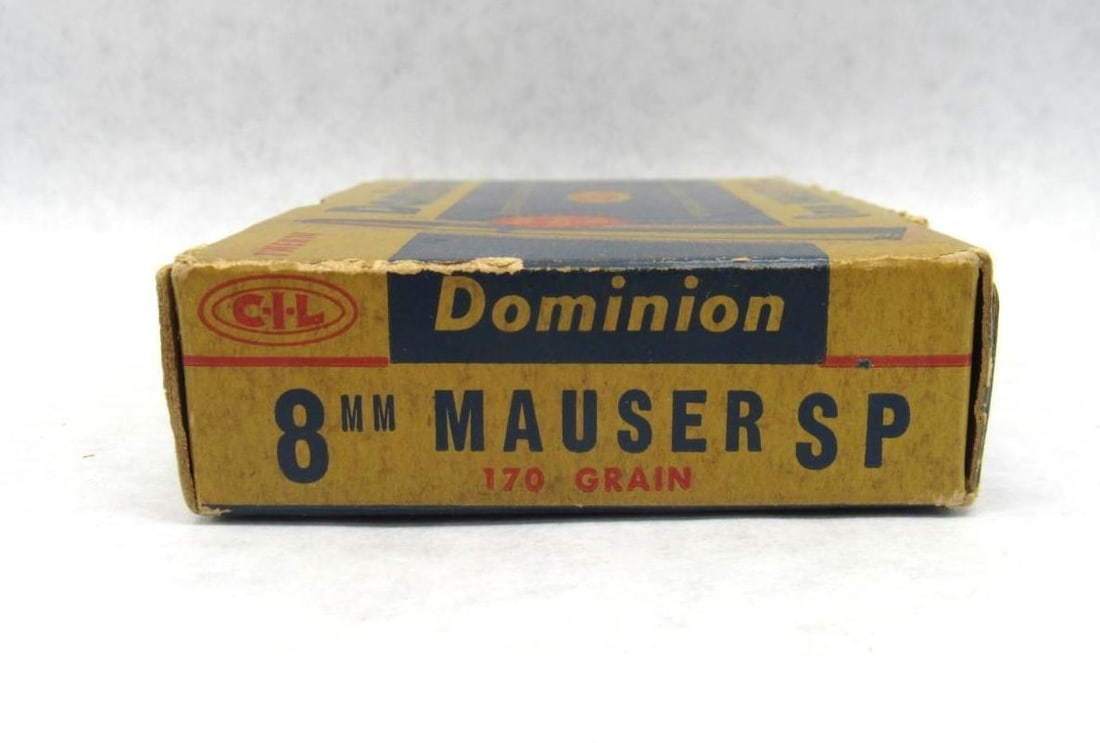 C-I-L
Dominion
8MM MAUSER SP
170 GRAIN